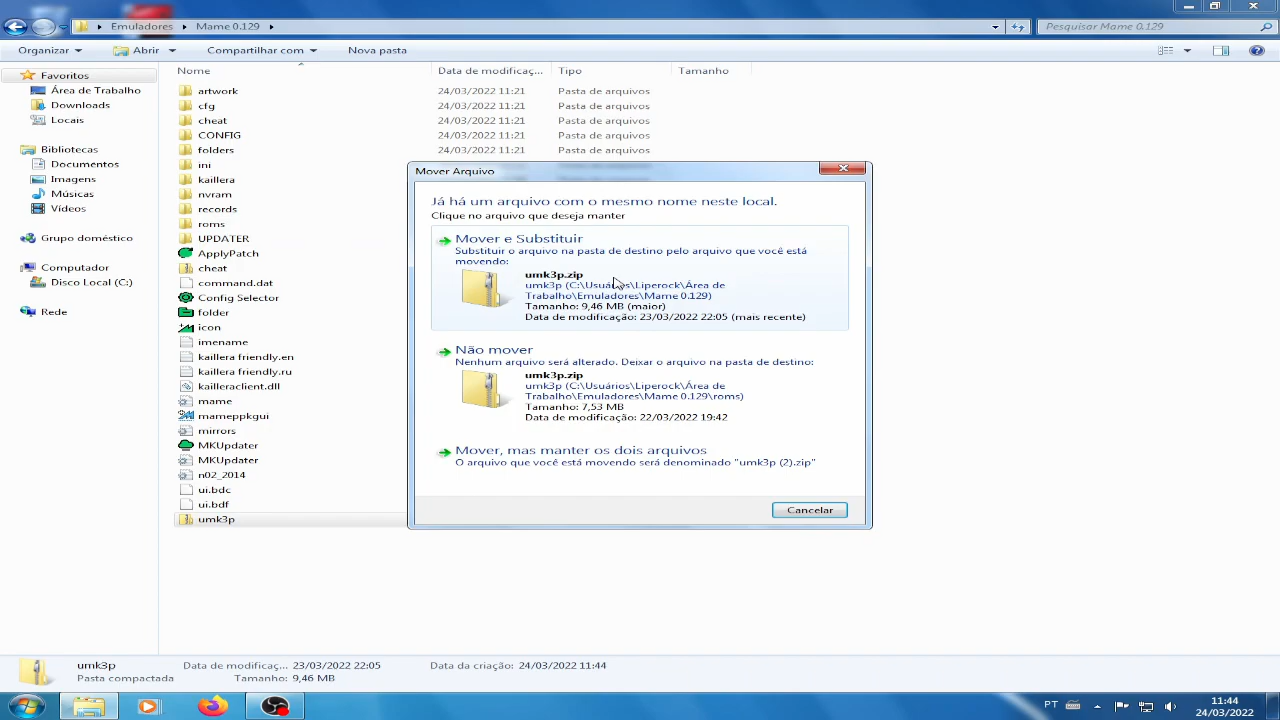 Emuladores
Mame 0.129
Pesquisar Mame 0.129
Organizar
Abrir
Compartilhar com
Nova pasta
Favoritos
Área de Trabalho
Downloads
Locais
Bibliotecas
Documentos
Imagens
Músicas
Vídeos
Grupo doméstico
Computador
Disco Local (C:)
Rede
Nome
Data de modificaç...
Tipo
Tamanho
artwork
24/03/2022 11:21
Pasta de arquivos
cfg
24/03/2022 11:21
Pasta de arquivos
cheat
24/03/2022 11:21
Pasta de arquivos
CONFIG
24/03/2022 11:21
Pasta de arquivos
folders
24/03/2022 11:21
Pasta de arquivos
ini
kaillera
nvram
records
roms
UPDATER
ApplyPatch
cheat
command.dat
Config Selector
folder
icon
imename
kaillera friendly.en
kaillera friendly.ru
kailleraclient.dll
mame
mameppkgui
mirrors
MKUpdater
MKUpdater
n02_2014
ui.bdc
ui.bdf
umk3p
Mover Arquivo
Já há um arquivo com o mesmo nome neste local.
Clique no arquivo que deseja manter
Mover e Substituir
Substituir o arquivo na pasta de destino pelo arquivo que você está
movendo:
umk3p.zip
umk3p (C:\Usuários\Liperock\Área de
Trabalho\Emuladores\Mame 0.129)
Tamanho: 9,46 MB (maior)
Data de modificação: 23/03/2022 22:05 (mais recente)
Não mover
Nenhum arquivo será alterado. Deixar o arquivo na pasta de destino:
umk3p.zip
umk3p (C:\Usuários\Liperock\Área de
Trabalho\Emuladores\Mame 0.129\roms)
Tamanho: 7,53 MB
Data de modificação: 22/03/2022 19:42
Mover, mas manter os dois arquivos
O arquivo que você está movendo será denominado "umk3p (2).zip"
Cancelar
umk3p
Data de modificaç... 23/03/2022 22:05
Data da criação: 24/03/2022 11:44
Pasta compactada
Tamanho: 9,46 MB
PT
11:44
24/03/2022